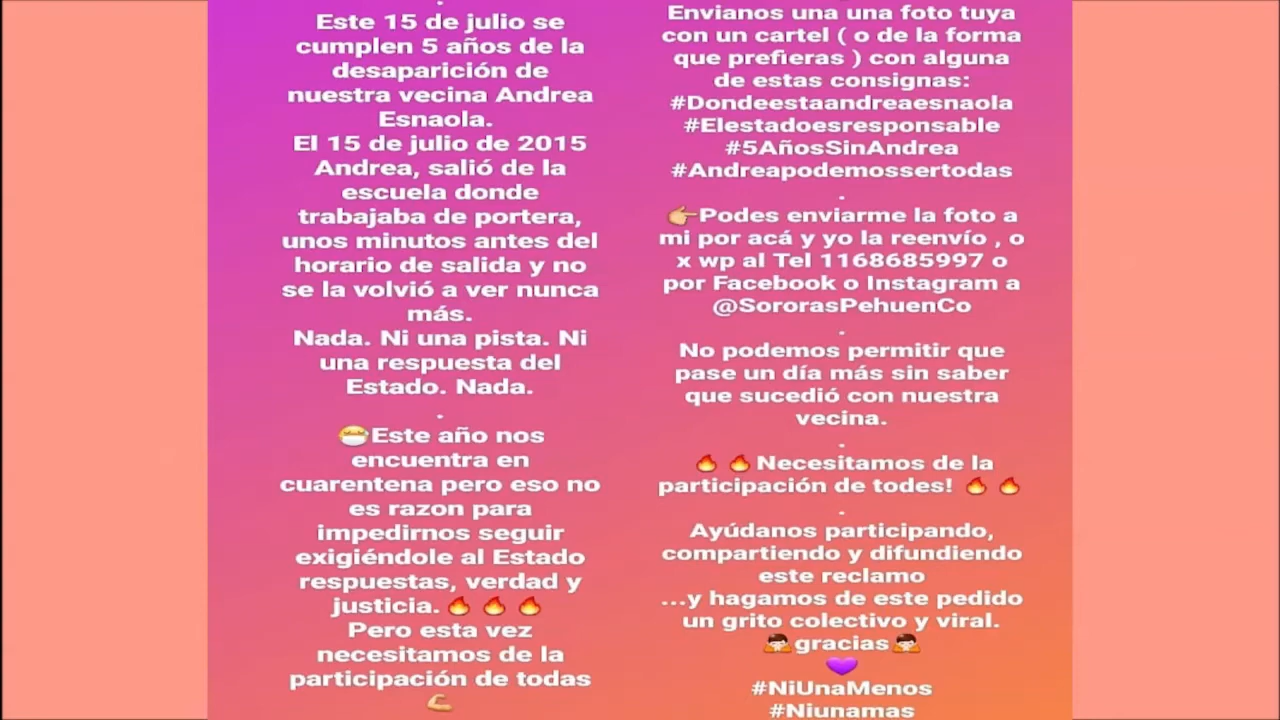 Este 15 de julio se
cumplen 5 años de la
desaparición de
nuestra vecina Andrea
Esnaola.
El 15 de julio de 2015
Andrea, salió de la
escuela donde
trabajaba de portera,
unos minutos antes del
horario de salida y no
se la volvió a ver nunca
más.
Nada. Ni una pista. Ni
una respuesta del
Estado. Nada.
.
😷Este año nos
encuentra en
cuarentena pero eso no
es razon para
impedirnos seguir
exigiéndole al Estado
respuestas, verdad y
justicia. 🔥 🔥 🔥
Pero esta vez
necesitamos de la
participación de todas
💪🏼
Envianos una una foto tuya
con un cartel ( o de la forma
que prefieras ) con alguna
de estas consignas:
#Dondeestaandreaesnaola
#Elestadoesresponsable
#5AñosSinAndrea
#Andreapodemossertodas
.
👉🏼Podes enviarme la foto a
mi por acá y yo la reenvío , o
x wp al Tel 1168685997 o
por Facebook o Instagram a
@SororasPehuenCo
.
No podemos permitir que
pase un día más sin saber
que sucedió con nuestra
vecina.
.
🔥 🔥Necesitamos de la
participación de todes! 🔥 🔥
.
Ayúdanos participando,
compartiendo y difundiendo
este reclamo
...y hagamos de este pedido
un grito colectivo y viral.
🙇🏻gracias🙇🏻
💜
#NiUnaMenos
#Niunamas